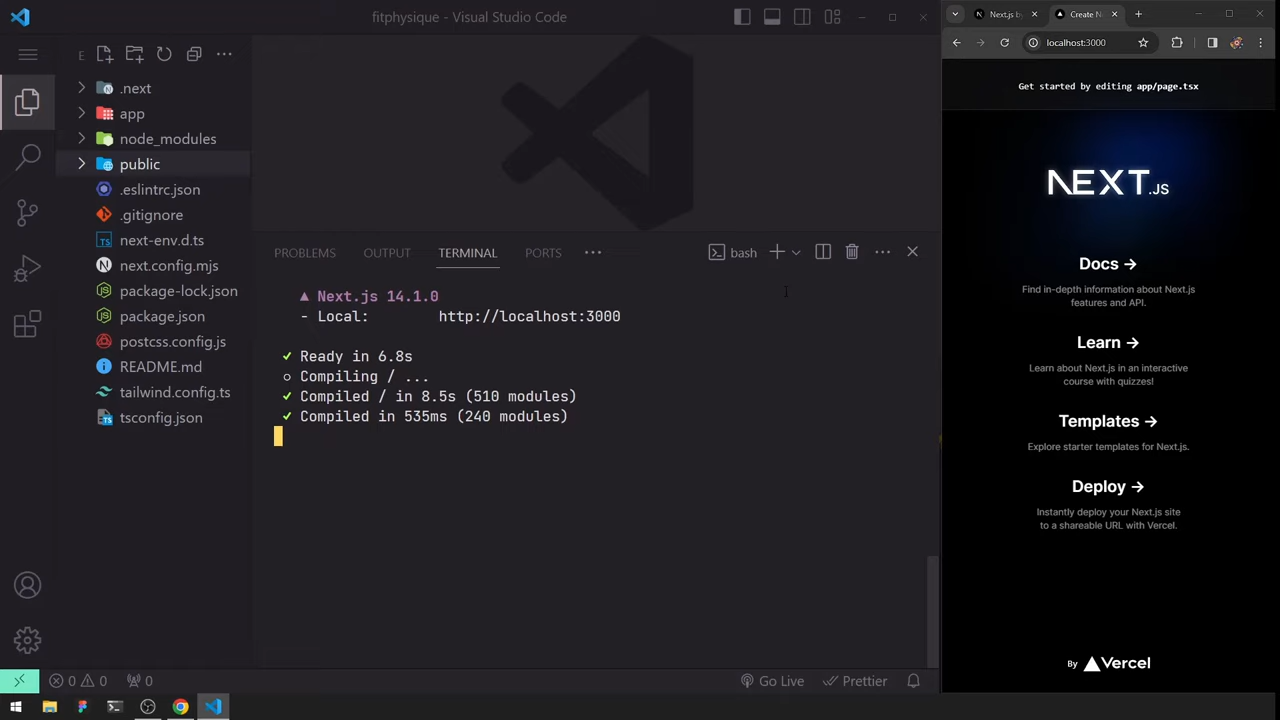 fitphysique - Visual Studio Code
E
.next
app
node_modules
public
.eslintrc.json
.gitignore
next-env.d.ts
next.config.mjs
package-lock.json
package.json
postcss.config.js
README.md
tailwind.config.ts
tsconfig.json
PROBLEMS OUTPUT TERMINAL PORTS
bash
▲ Next.js 14.1.0
- Local: http://localhost:3000
✓ Ready in 6.8s
○ Compiling / ...
✓ Compiled / in 8.5s (510 modules)
✓ Compiled in 535ms (240 modules)
0 0 0
Go Live Prettier
Next.js b
Create N
localhost:3000
Get started by editing app/page.tsx
NEXT.JS
Docs →
Find in-depth information about Next.js
features and API.
Learn →
Learn about Next.js in an interactive
course with quizzes!
Templates →
Explore starter templates for Next.js.
Deploy →
Instantly deploy your Next.js site
to a shareable URL with Vercel.
By ▲Vercel